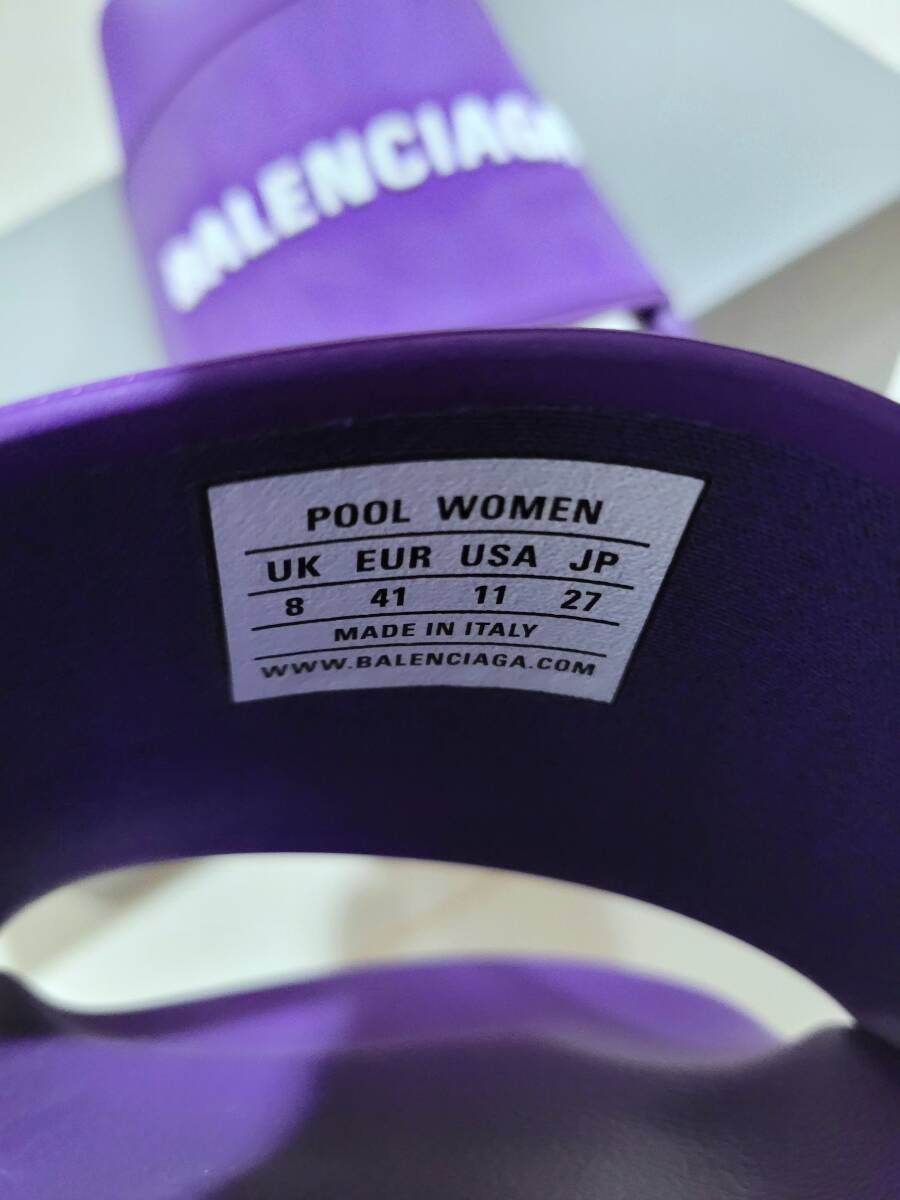 BALENCIAGA
POOL WOMEN
UK EUR USA JP
8 41 11 27
MADE IN ITALY
WWW.BALENCIAGA.COM